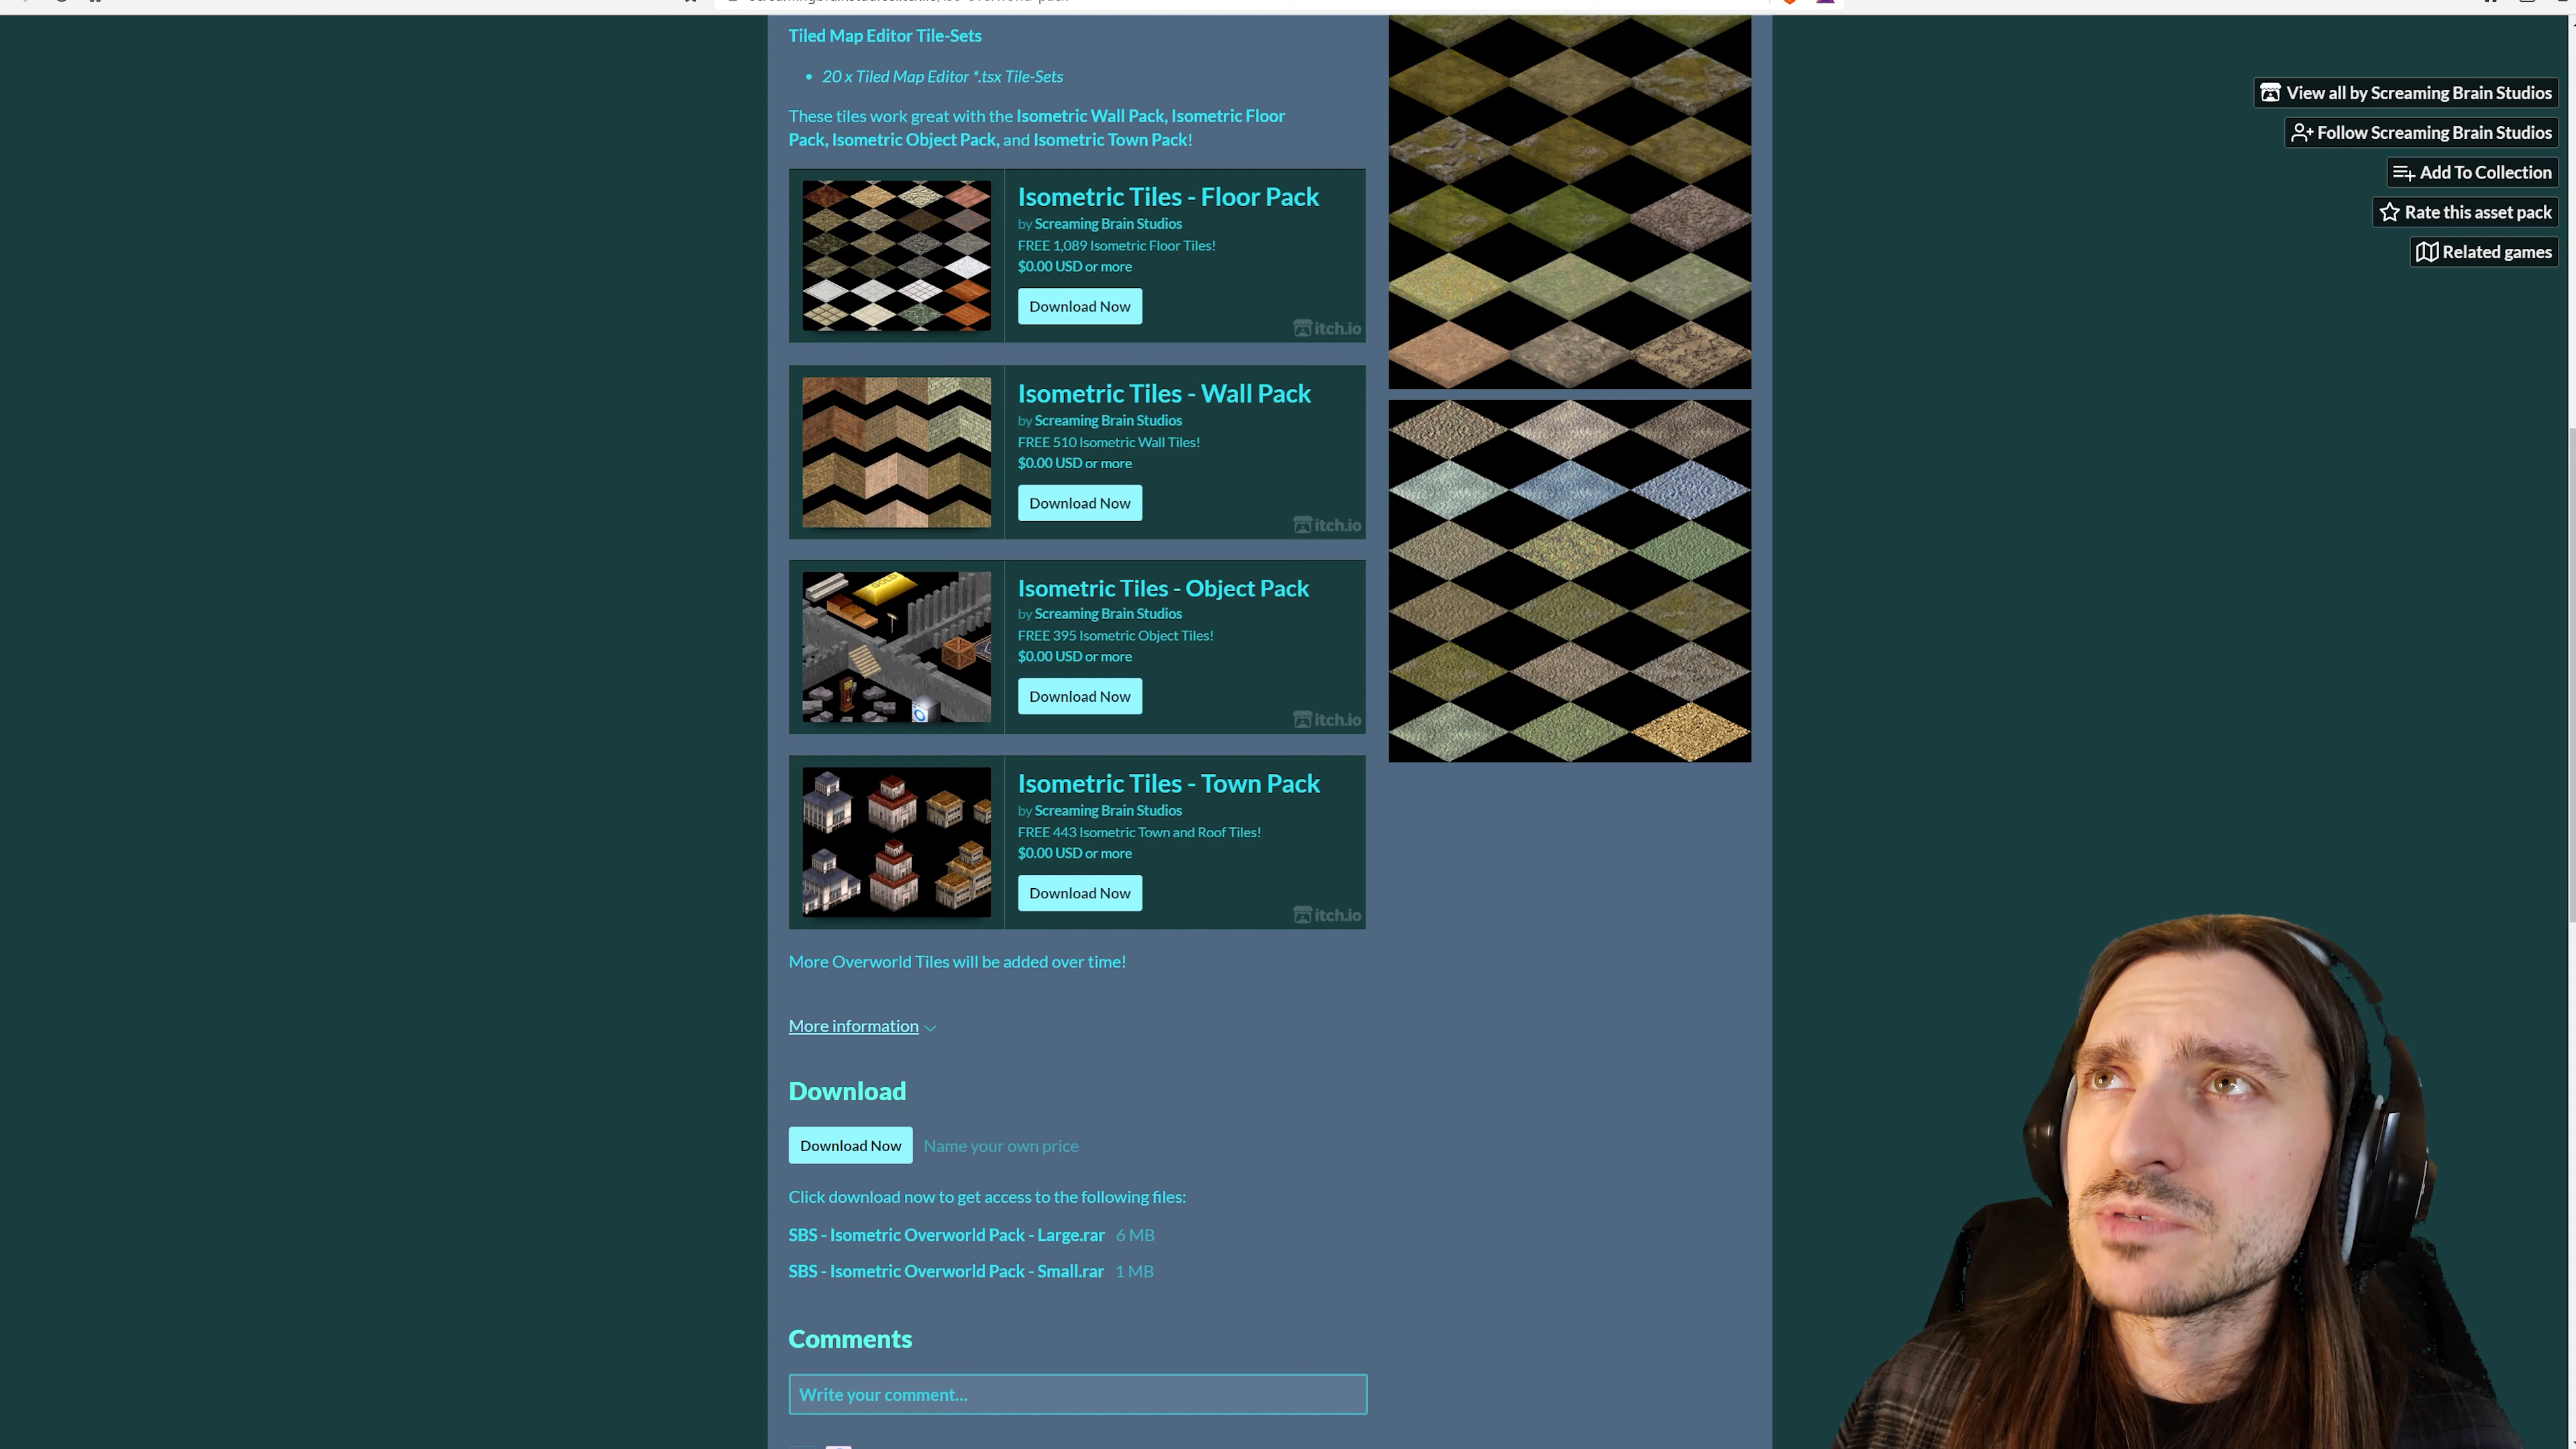 Tiled Map Editor Tile-Sets
20 x Tiled Map Editor *.tsx Tile-Sets
These tiles work great with the Isometric Wall Pack, Isometric Floor
Pack, Isometric Object Pack, and Isometric Town Pack!
Isometric Tiles - Floor Pack
by Screaming Brain Studios
FREE 1,089 Isometric Floor Tiles!
$0.00 USD or more
Download Now
itch.io
Isometric Tiles - Wall Pack
by Screaming Brain Studios
FREE 510 Isometric Wall Tiles!
$0.00 USD or more
Download Now
itch.io
GOLD
Isometric Tiles - Object Pack
by Screaming Brain Studios
FREE 395 Isometric Object Tiles!
$0.00 USD or more
Download Now
itch.io
Isometric Tiles - Town Pack
by Screaming Brain Studios
FREE 443 Isometric Town and Roof Tiles!
$0.00 USD or more
Download Now
itch.io
More Overworld Tiles will be added over time!
More information
Download
Download Now Name your own price
Click download now to get access to the following files:
SBS - Isometric Overworld Pack - Large.rar 6 MB
SBS - Isometric Overworld Pack - Small.rar 1 MB
Comments
Write your comment...
View all by Screaming Brain Studios
Follow Screaming Brain Studios
Add To Collection
Rate this asset pack
Related games